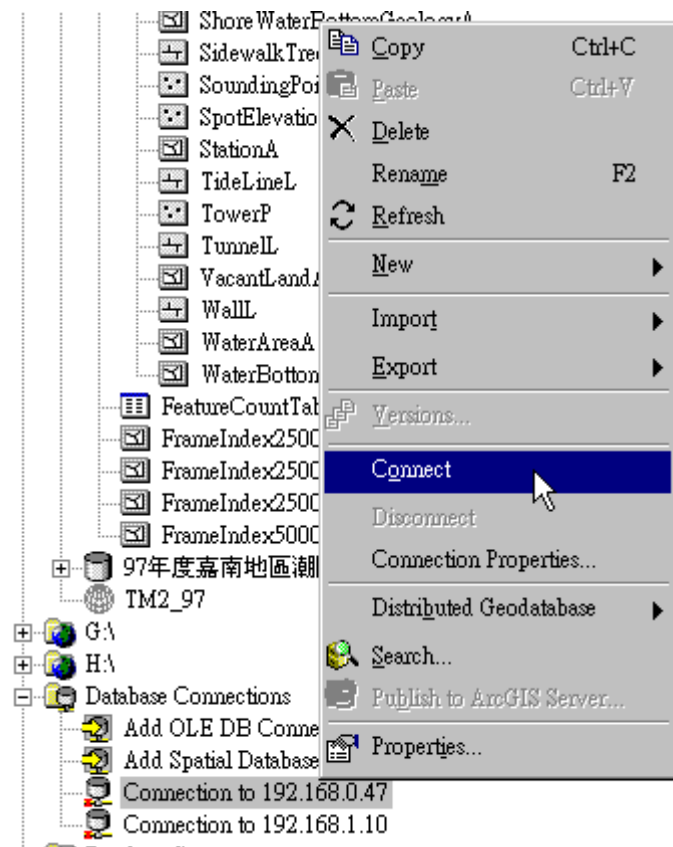 ShoreWaterBottomGeologyA
SidewalkTre
SoundingPoi
SpotElevatio
StationA
TideLineL
TowerP
TunnelL
VacantLandA
WallL
WaterAreaA
WaterBotton
FeatureCountTab
FrameIndex2500
FrameIndex2500
FrameIndex2500
FrameIndex5000
97年度嘉南地區潮間
TM2_97
G:\
H:\
Database Connections
Add OLE DB Conne
Add Spatial Database
Connection to 192.168.0.47
Connection to 192.168.1.10
Copy Ctrl+C
Paste Ctrl+V
Delete
Rename F2
Refresh
New
Import
Export
Versions...
Connect
Disconnect
Connection Properties...
Distributed Geodatabase
Search...
Publish to ArcGIS Server...
Properties...